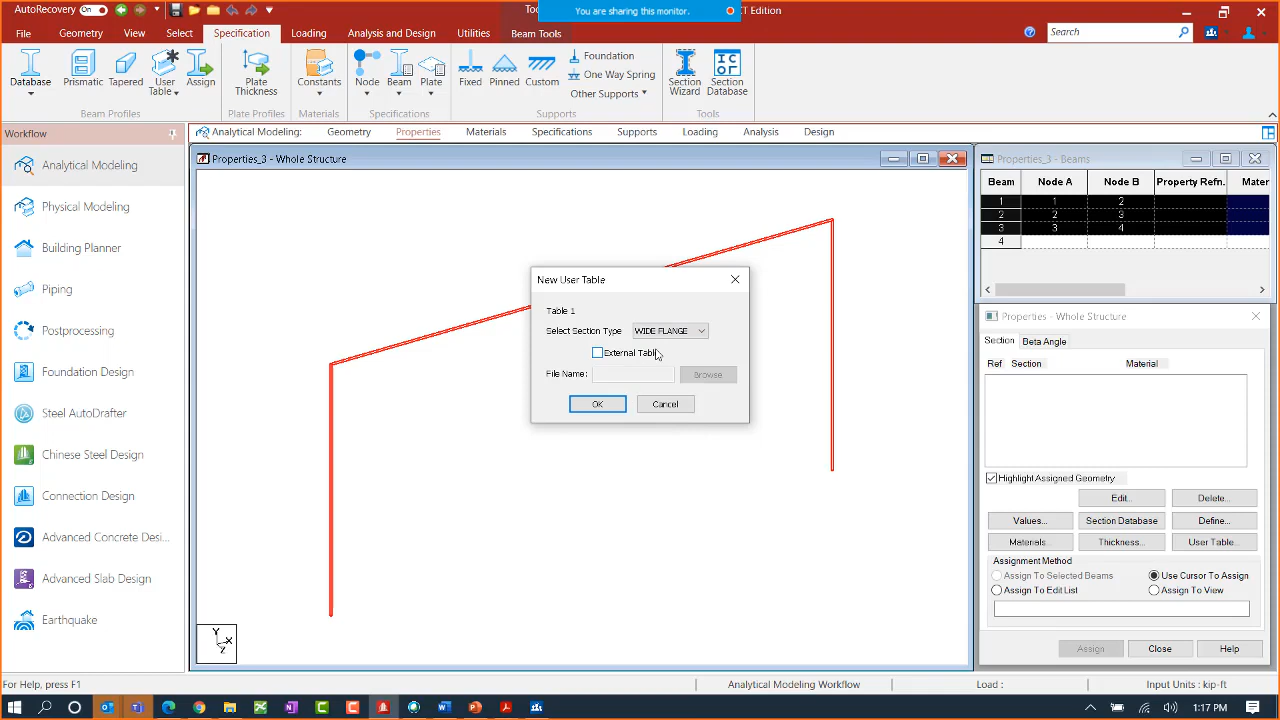 AutoRecovery On
Too
You are sharing this monitor.
CT Edition
File
Geometry
View
Select
Specification
Loading
Analysis and Design
Utilities
Beam Tools
Search
Database
Prismatic
Tapered
User Table
Assign
Plate Thickness
Constants
Node
Beam
Plate
Fixed
Pinned
Custom
Foundation
One Way Spring
Other Supports
Section Wizard
Section Database
Beam Profiles
Plate Profiles
Materials
Specifications
Supports
Tools
Workflow
Analytical Modeling:
Geometry
Properties
Materials
Specifications
Supports
Loading
Analysis
Design
Analytical Modeling
Physical Modeling
Building Planner
Piping
Postprocessing
Foundation Design
Steel AutoDrafter
Chinese Steel Design
Connection Design
Advanced Concrete Desi...
Advanced Slab Design
Earthquake
Properties_3 - Whole Structure
New User Table
Table 1
Select Section Type WIDE FLANGE
External Table
File Name: Browse
OK Cancel
Y
X
Z
Properties_3 - Beams
Beam Node A Node B Property Refn. Mater
1 1 2
2 2 3
3 3 4
4
Properties - Whole Structure
Section Beta Angle
Ref Section Material
Highlight Assigned Geometry
Edit... Delete...
Values... Section Database Define...
Materials... Thickness... User Table...
Assignment Method
Assign To Selected Beams Use Cursor To Assign
Assign To Edit List Assign To View
Assign Close Help
For Help, press F1
Analytical Modeling Workflow
Load :
Input Units : kip-ft
1:17 PM